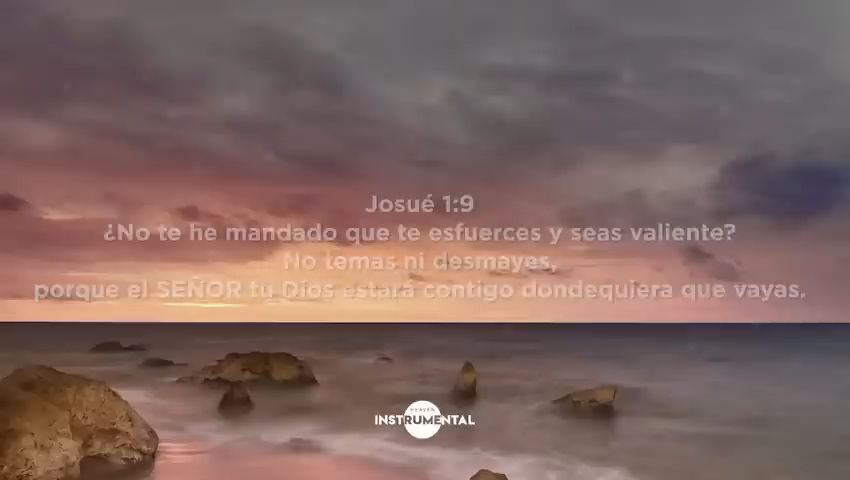 Josué 1:9
¿No te he mandado que te esfuerces y seas valiente?
No temas ni desmayes,
porque el SEÑOR tu Dios estará contigo dondequiera que vayas.
HEAVEN
INSTRUMENTAL